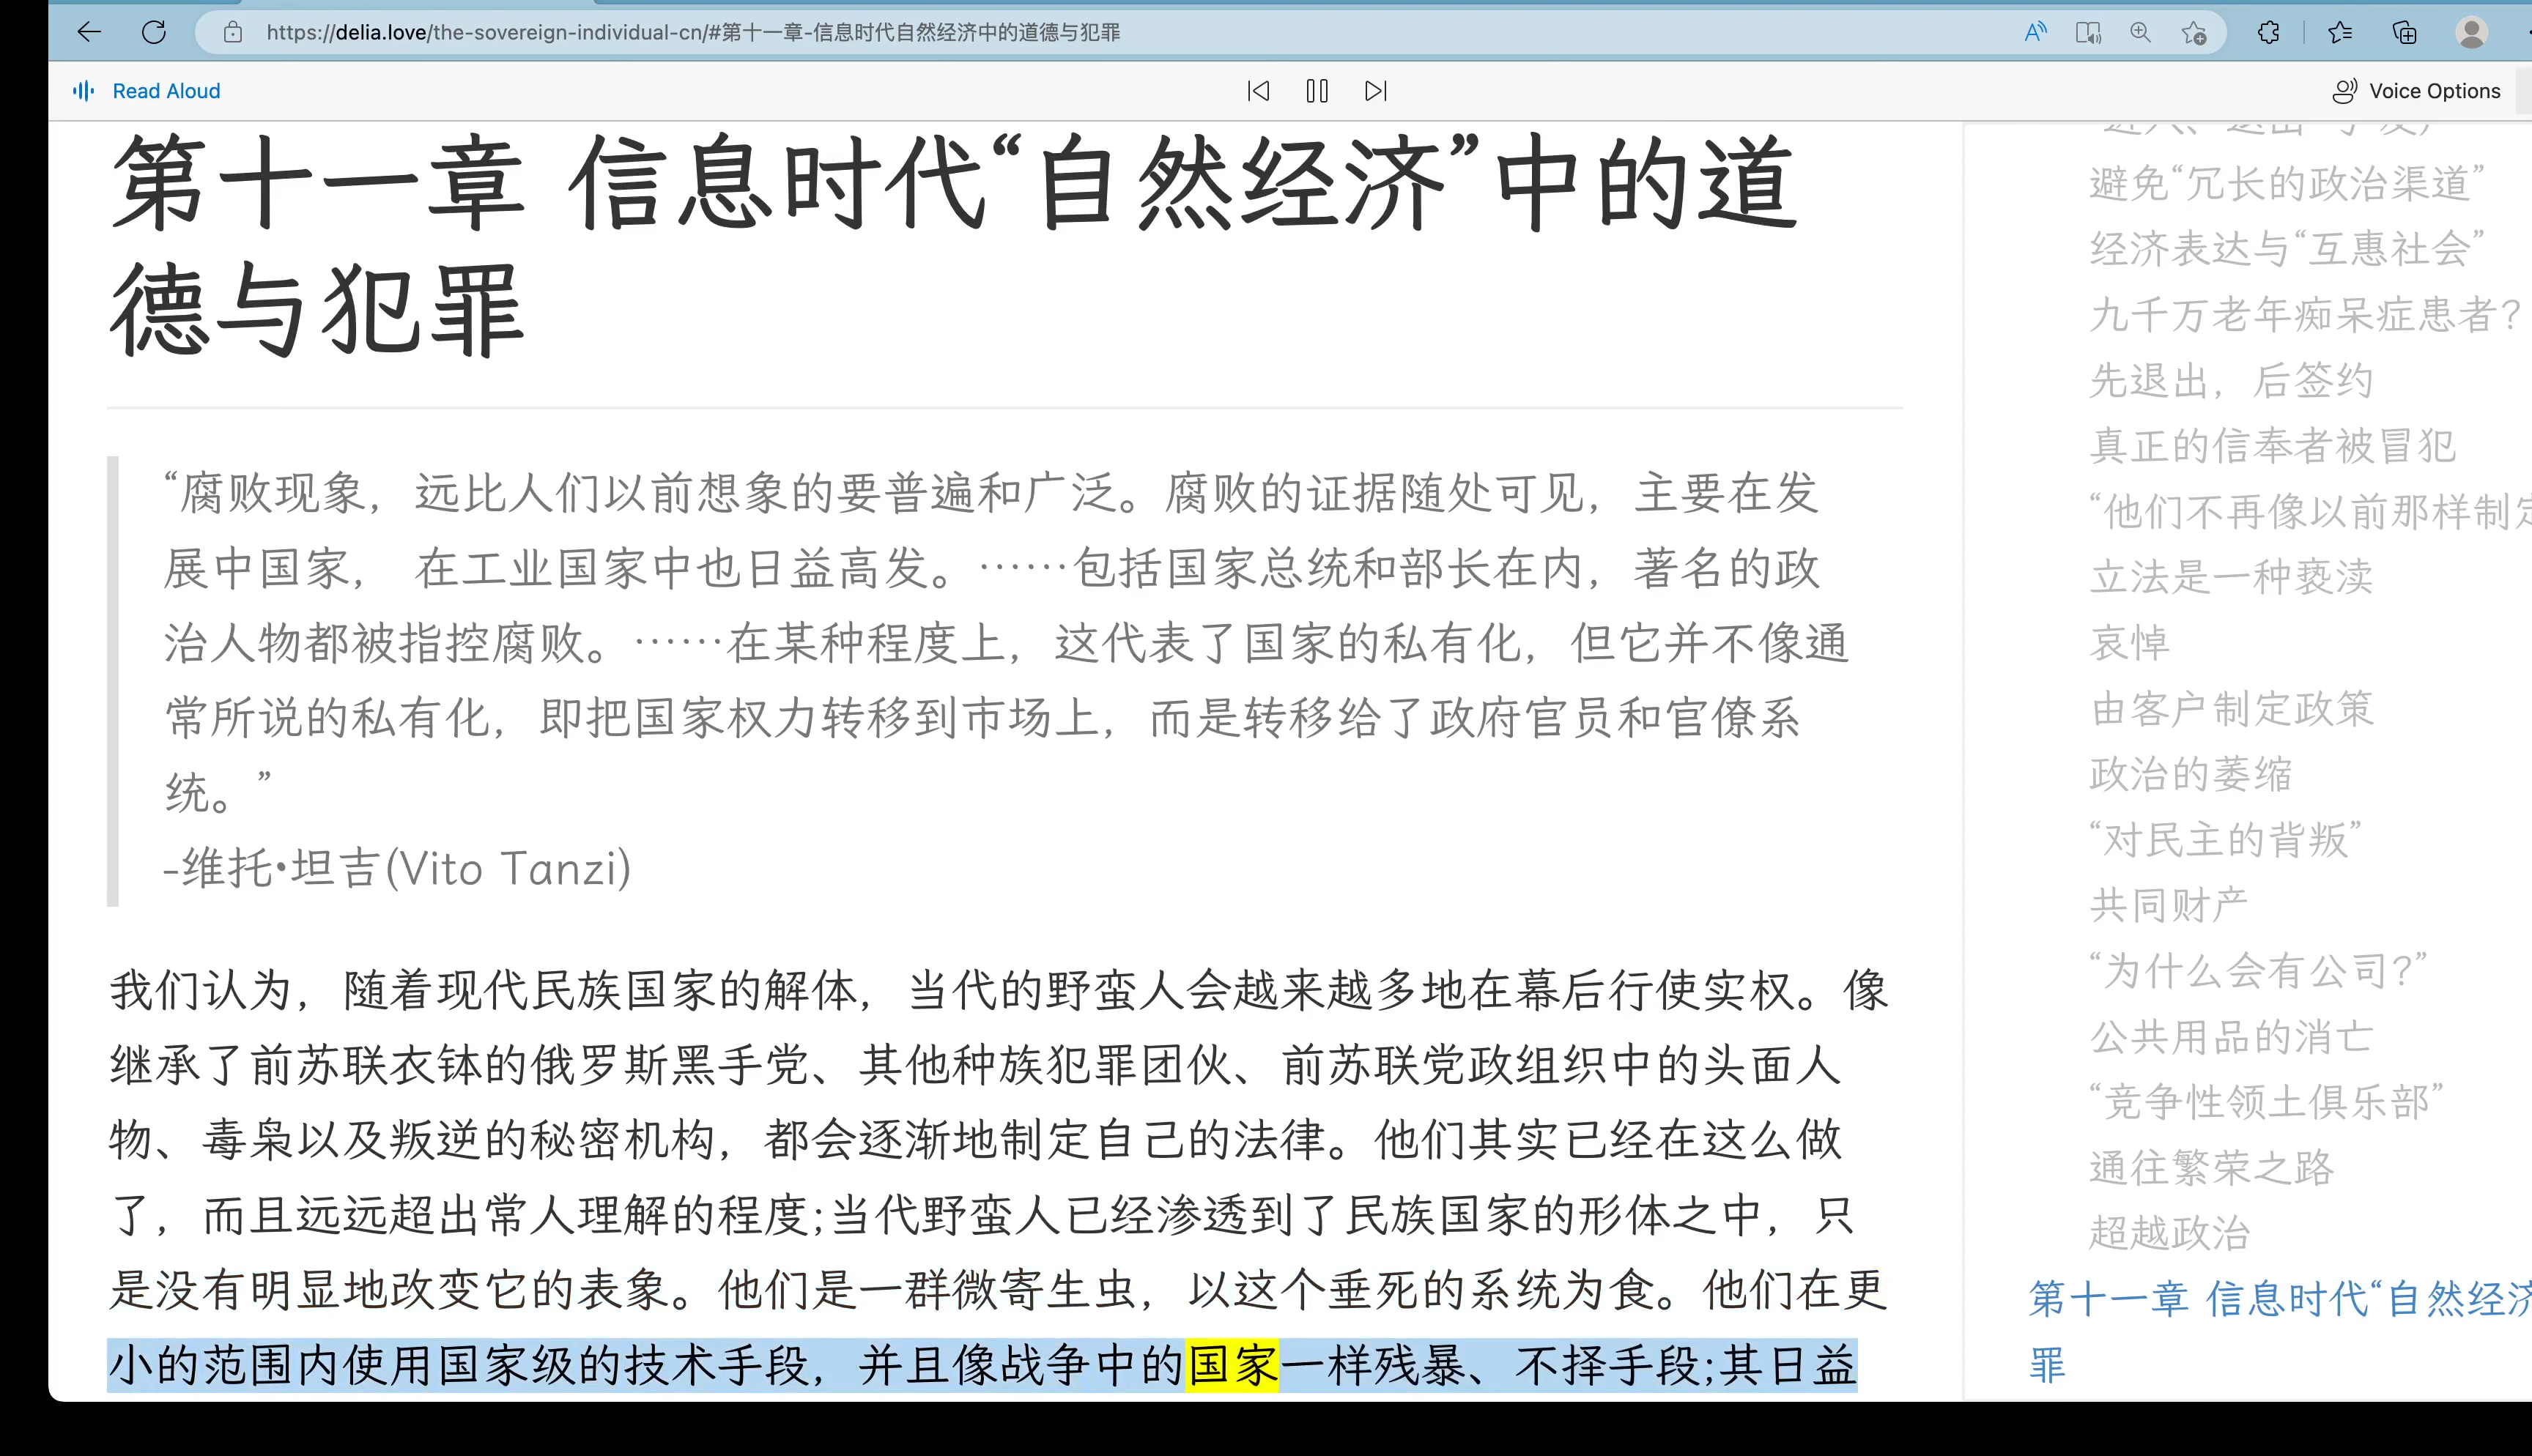 https://delia.love/the-sovereign-individual-cn/#第十一章-信息时代自然经济中的道德与犯罪
Read Aloud
Voice Options
第十一章 信息时代“自然经济”中的道
德与犯罪
“腐败现象，远比人们以前想象的要普遍和广泛。腐败的证据随处可见，主要在发
展中国家， 在工业国家中也日益高发。……包括国家总统和部长在内，著名的政
治人物都被指控腐败。……在某种程度上，这代表了国家的私有化，但它并不像通
常所说的私有化，即把国家权力转移到市场上，而是转移给了政府官员和官僚系
统。”
-维托•坦吉(Vito Tanzi)
我们认为，随着现代民族国家的解体，当代的野蛮人会越来越多地在幕后行使实权。像
继承了前苏联衣钵的俄罗斯黑手党、其他种族犯罪团伙、前苏联党政组织中的头面人
物、毒枭以及叛逆的秘密机构，都会逐渐地制定自己的法律。他们其实已经在这么做
了，而且远远超出常人理解的程度;当代野蛮人已经渗透到了民族国家的形体之中，只
是没有明显地改变它的表象。他们是一群微寄生虫，以这个垂死的系统为食。他们在更
小的范围内使用国家级的技术手段，并且像战争中的国家一样残暴、不择手段;其日益
避免“冗长的政治渠道”
经济表达与“互惠社会”
九千万老年痴呆症患者?
先退出，后签约
真正的信奉者被冒犯
“他们不再像以前那样制定
立法是一种亵渎
哀悼
由客户制定政策
政治的萎缩
“对民主的背叛”
共同财产
“为什么会有公司?”
公共用品的消亡
“竞争性领土俱乐部”
通往繁荣之路
超越政治
第十一章 信息时代“自然经济
罪